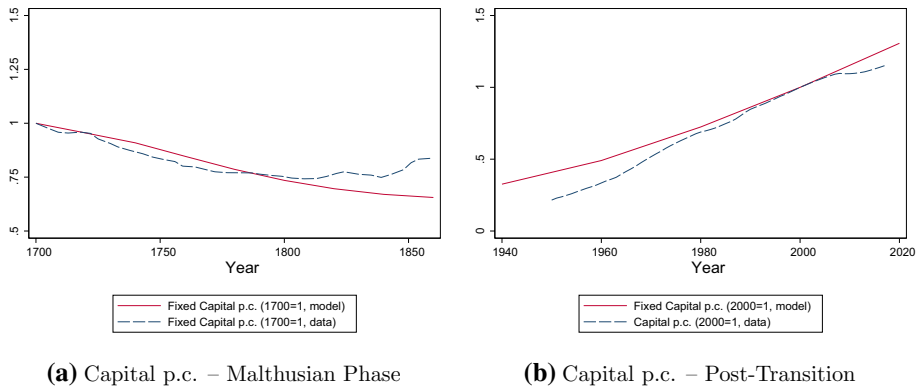 1.5
1.25
1
.75
.5
1700
1750
1800
1850
Year
Fixed Capital p.c. (1700=1, model)
Fixed Capital p.c. (1700=1, data)
(a) Capital p.c. – Malthusian Phase
1.5
1
.5
0
1940
1960
1980
2000
2020
Year
Fixed Capital p.c. (2000=1, model)
Capital p.c. (2000=1, data)
(b) Capital p.c. – Post-Transition